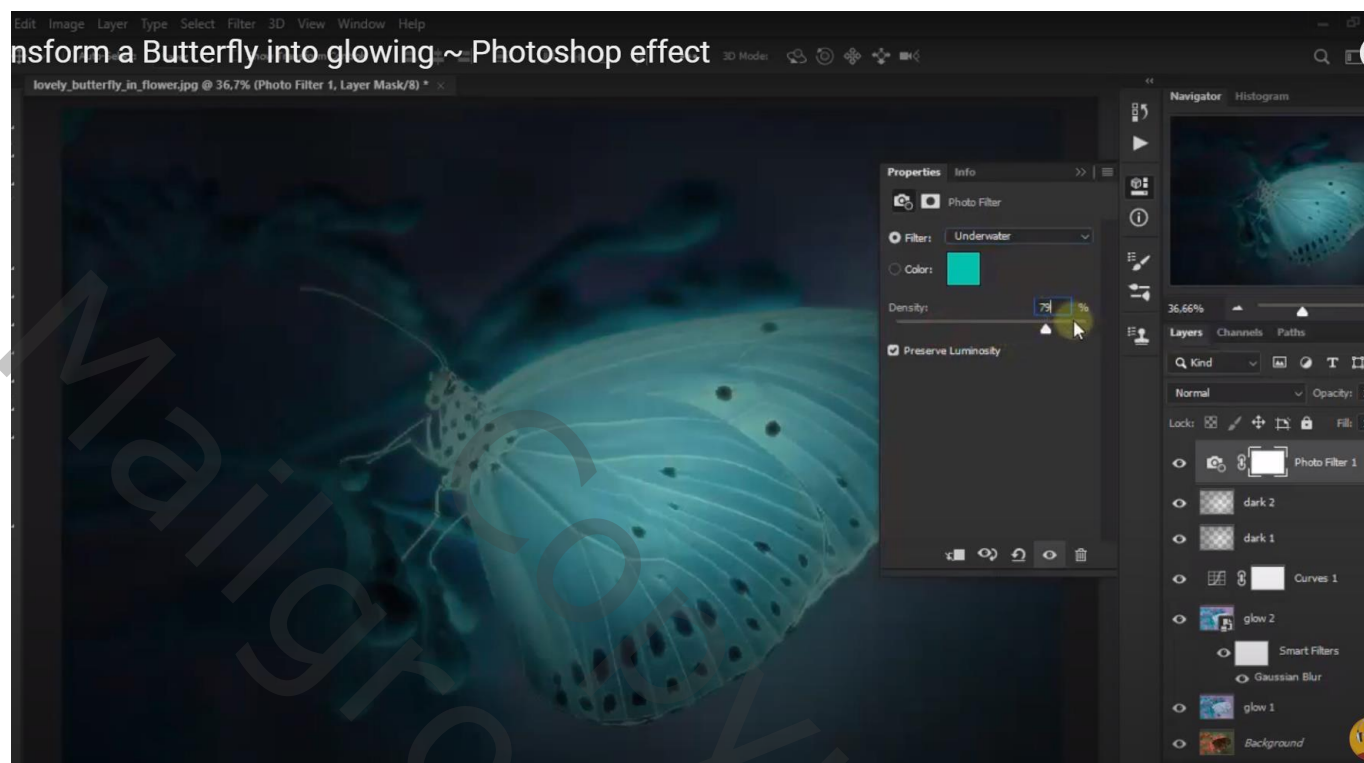 Edit Image Layer Type Select Filter 3D View Window Help
nsform a Butterfly into glowing ~ Photoshop effect
3D Mode:
lovely_butterfly_in_flower.jpg @ 36,7% (Photo Filter 1, Layer Mask/8) * ×
Navigator Histogram
Properties Info
Photo Filter
Filter: Underwater
Color:
Density: 79 %
Preserve Luminosity
36,66%
Layers Channels Paths
Kind
Normal Opacity:
Lock: Fill:
Photo Filter 1
dark 2
dark 1
Curves 1
glow 2
Smart Filters
Gaussian Blur
glow 1
Background